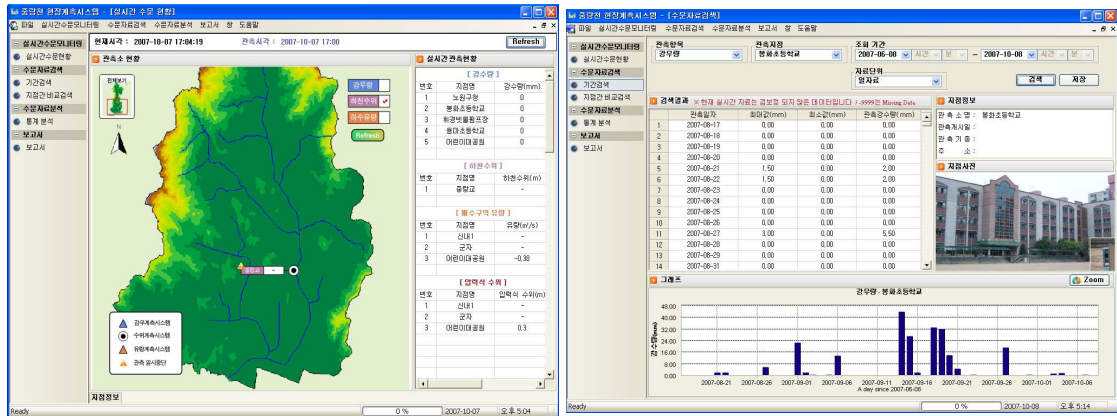 중랑천 현장계측시스템 - [실시간 수문 현황]
파일 실시간수문모니터링 수문자료검색 수문자료분석 보고서 창 도움말
실시간수문모니터링
실시간수문현황
수문자료검색
기간검색
지점간 비교검색
수문자료분석
통계 분석
보고서
보고서
현재시각 : 2007-10-07 17:04:19 관측시각 : 2007-10-07 17:00 Refresh
관측소 현황
전체보기
N
강우량
하천수위
하수유량
Refresh
중랑교 -
강우계측시스템
수위계측시스템
유량계측시스템
관측 일시중단
실시간관측현황
[ 강수량 ]
번호 지점명 강수량(mm)
1 노원구청 0
2 봉화초등학교 0
3 휘경빗물펌프장 0
4 용마초등학교 0
5 어린이대공원 0
[ 하천수위 ]
번호 지점명 하천수위(m)
1 중랑교 -
[ 배수구역 유량 ]
번호 지점명 유량(㎥/s)
1 신내1 -
2 군자 -
3 어린이대공원 -0,38
[ 압력식 수위 ]
번호 지점명 압력식 수위(m)
1 신내1 -
2 군자 -
3 어린이대공원 0,3
지점정보
Ready 0 % 2007-10-07 오후 5:04
중랑천 현장계측시스템 - [수문자료검색]
파일 실시간수문모니터링 수문자료검색 수문자료분석 보고서 창 도움말
실시간수문모니터링
실시간수문현황
수문자료검색
기간검색
지점간 비교검색
수문자료분석
통계 분석
보고서
보고서
관측항목 관측지점 조회 기간
강우량 봉화초등학교 2007-06-08 시간 분 ~ 2007-10-08 시간 분
자료단위
일자료 검색 저장
검색결과 ※ 현재 실시간 자료는 검보정 되지 않은 데이터입니다 / -9999는 Missing Data
관측일자 최대값(mm) 최소값(mm) 관측강수량(mm)
1 2007-08-17 0,00 0,00 0,00
2 2007-08-18 0,00 0,00 0,00
3 2007-08-19 0,00 0,00 0,00
4 2007-08-20 0,00 0,00 0,00
5 2007-08-21 1,50 0,00 2,00
6 2007-08-22 1,50 0,00 2,00
7 2007-08-23 0,00 0,00 0,00
8 2007-08-24 0,00 0,00 0,00
9 2007-08-25 0,00 0,00 0,00
10 2007-08-26 0,00 0,00 0,00
11 2007-08-27 3,00 0,00 5,50
12 2007-08-28 0,00 0,00 0,00
13 2007-08-29 0,00 0,00 0,00
14 2007-08-31 0,00 0,00 0,00
지점정보
관 측 소 명 : 봉화초등학교
관측개시일 :
관 측 기 종 :
주 소 :
지점사진
그래프 Zoom
강우량 - 봉화초등학교
강수량(mm)
48.00
40.00
32.00
24.00
16.00
8.00
0.00
2007-08-21 2007-08-26 2007-09-01 2007-09-06 2007-09-11 2007-09-16 2007-09-21 2007-09-26 2007-10-01 2007-10-06
A day since 2007-06-08
Ready 0 % 2007-10-08 오후 5:14